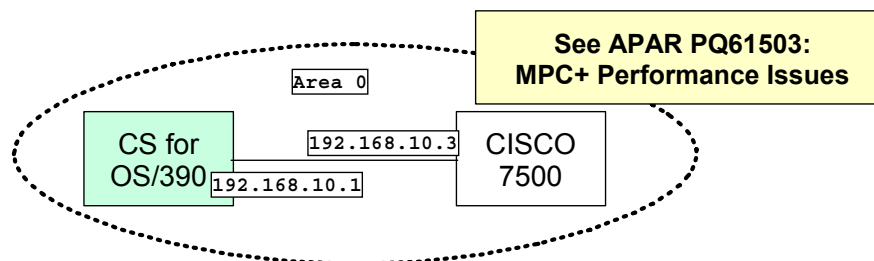 See APAR PQ61503:
MPC+ Performance Issues
Area 0
CS for
OS/390
192.168.10.1
192.168.10.3
CISCO
7500